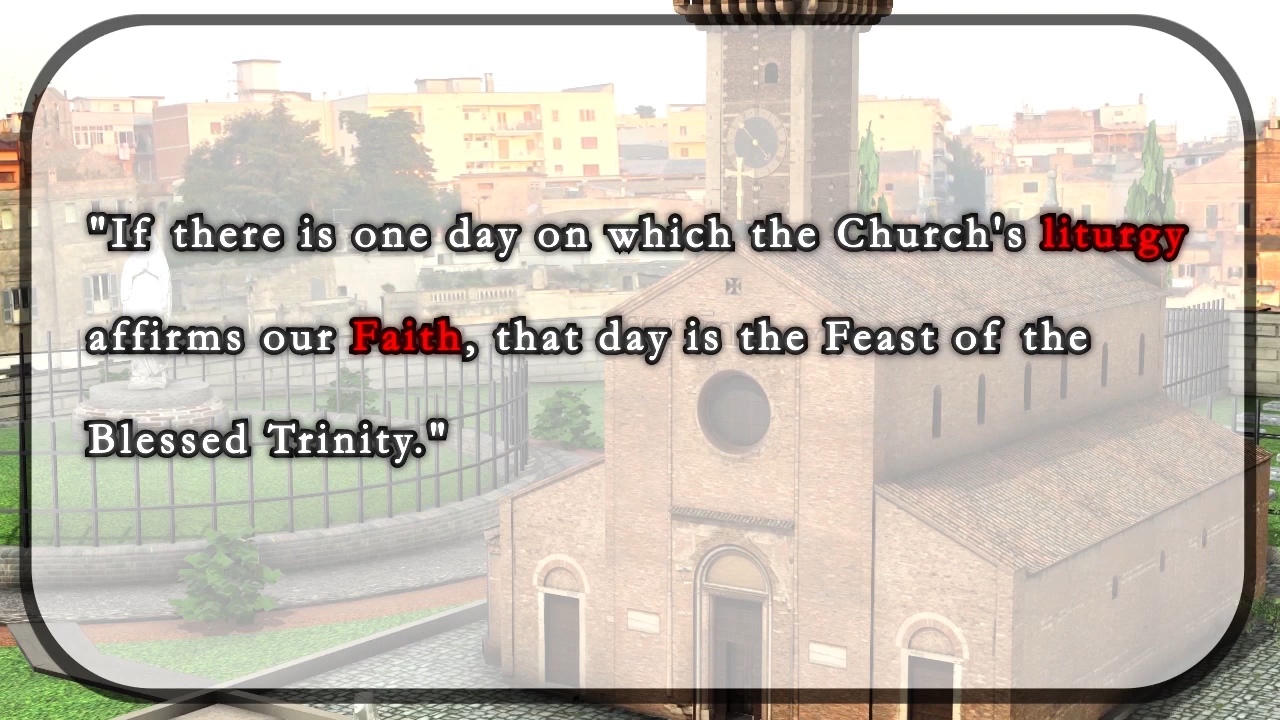 "If there is one day on which the Church's liturgy
affirms our Faith, that day is the Feast of the
Blessed Trinity."